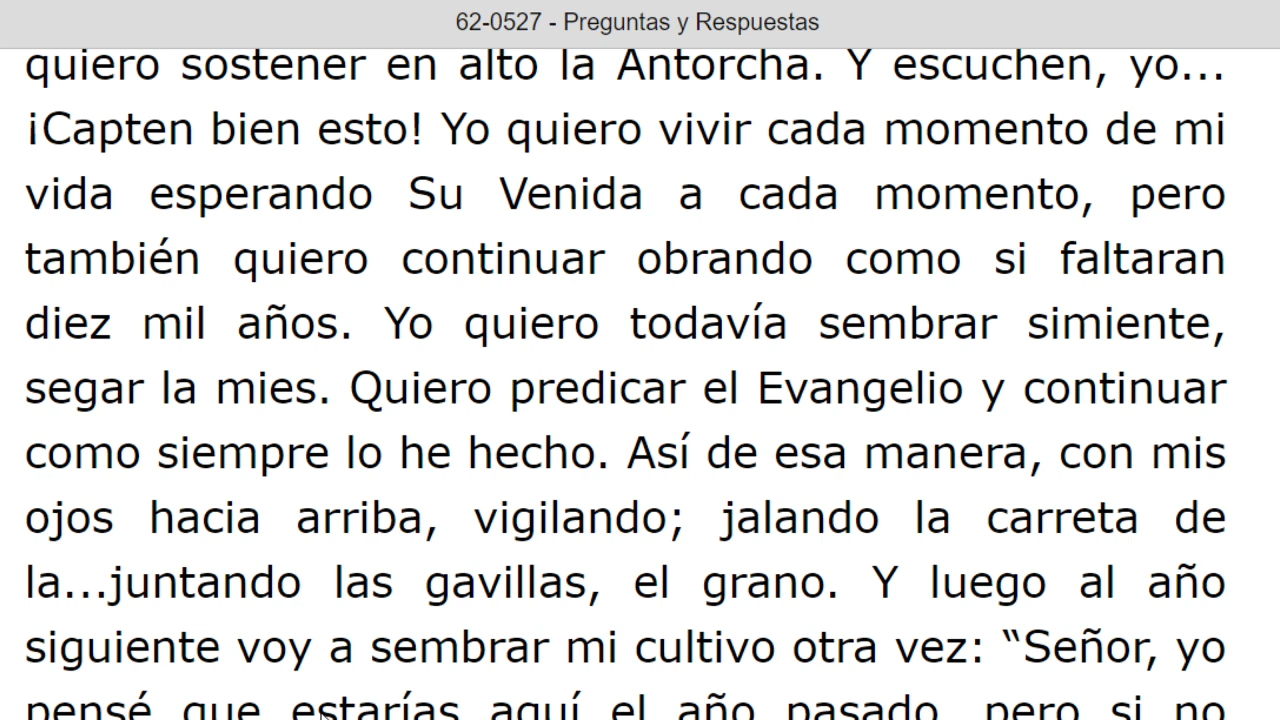 62-0527 - Preguntas y Respuestas
quiero sostener en alto la Antorcha. Y escuchen, yo...
¡Capten bien esto! Yo quiero vivir cada momento de mi
vida esperando Su Venida a cada momento, pero
también quiero continuar obrando como si faltaran
diez mil años. Yo quiero todavía sembrar simiente,
segar la mies. Quiero predicar el Evangelio y continuar
como siempre lo he hecho. Así de esa manera, con mis
ojos hacia arriba, vigilando; jalando la carreta de
la...juntando las gavillas, el grano. Y luego al año
siguiente voy a sembrar mi cultivo otra vez: “Señor, yo
pensé que estarías aquí el año pasado, pero si no